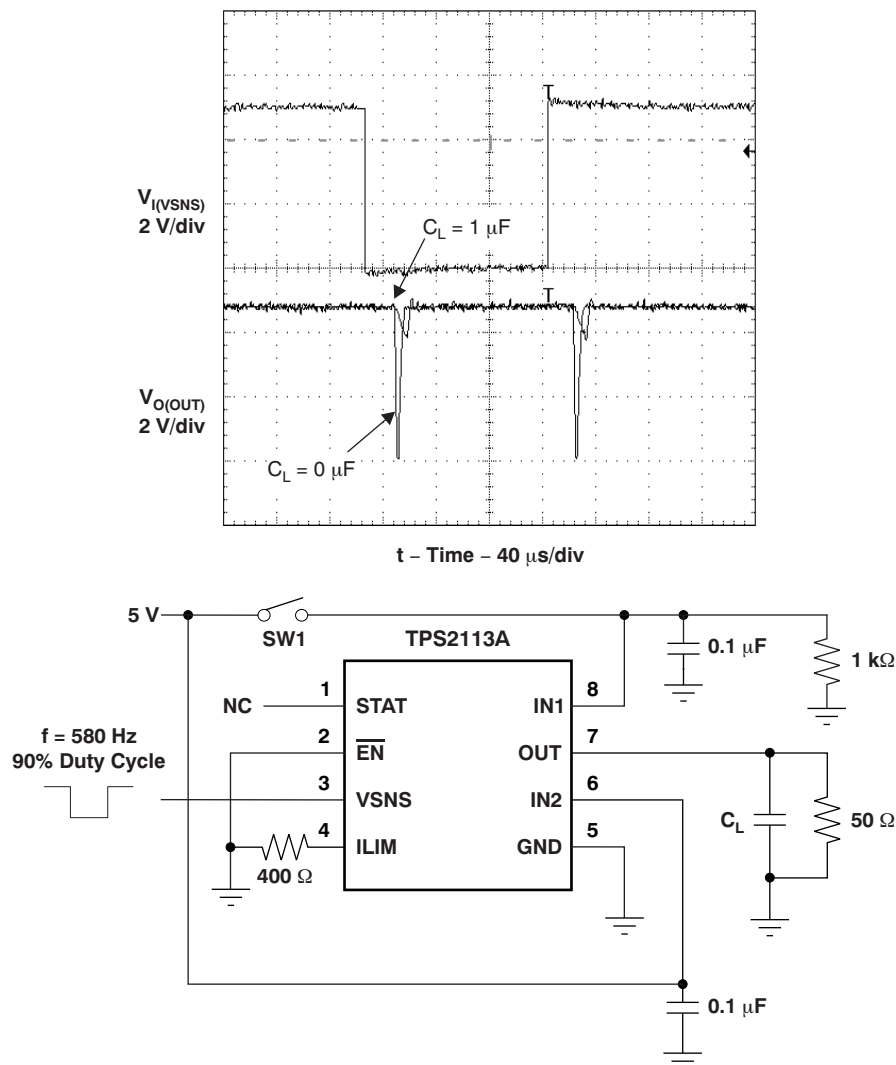 T
V_I(VSNS)
2 V/div
C_L = 1 μF
T
V_O(OUT)
2 V/div
C_L = 0 μF
t – Time – 40 μs/div
5 V
SW1
TPS2113A
0.1 μF
1 kΩ
NC
1
STAT
IN1
8
f = 580 Hz
90% Duty Cycle
2
EN
OUT
7
3
VSNS
IN2
6
C_L
50 Ω
4
ILIM
GND
5
400 Ω
0.1 μF